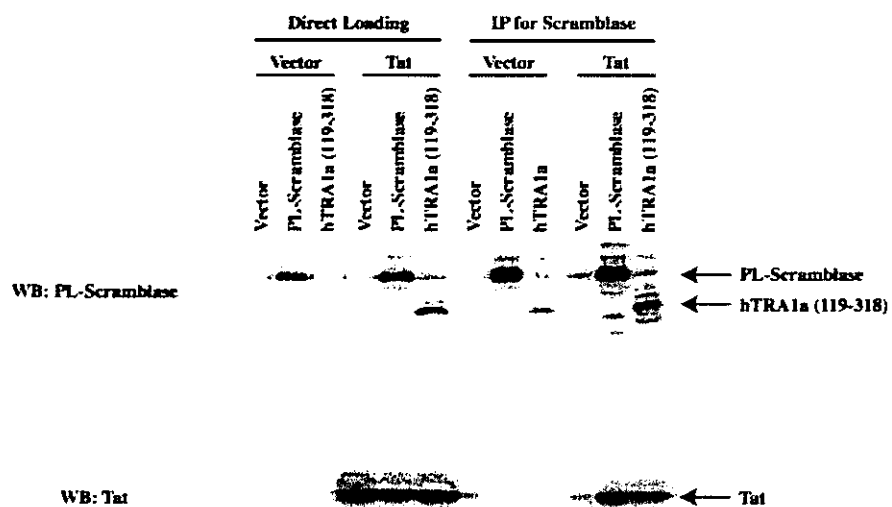 Direct Loading
IP for Scramblase
Vector
Tat
Vector
Tat
Vector
PL-Scramblase
hTRA1a (119-318)
Vector
PL-Scramblase
hTRA1a (119-318)
Vector
PL-Scramblase
hTRA1a
Vector
PL-Scramblase
hTRA1a (119-318)
WB: PL-Scramblase
PL-Scramblase
hTRA1a (119-318)
WB: Tat
Tat